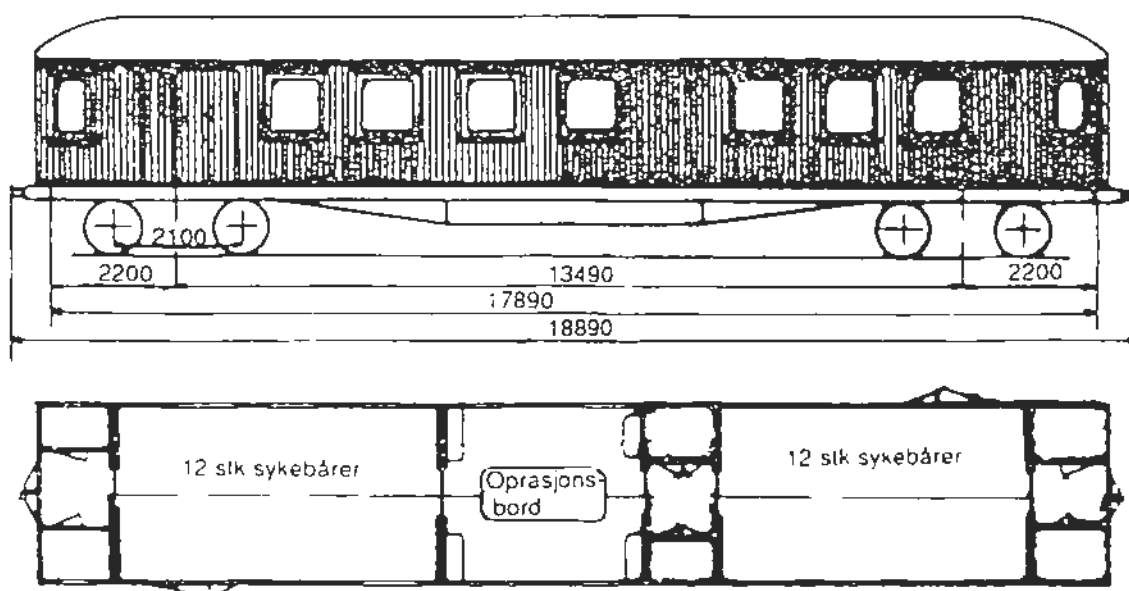 2100
2200 13490 2200
17890
18890
12 stk sykebårer
Oprasjons-
bord
12 stk sykebårer